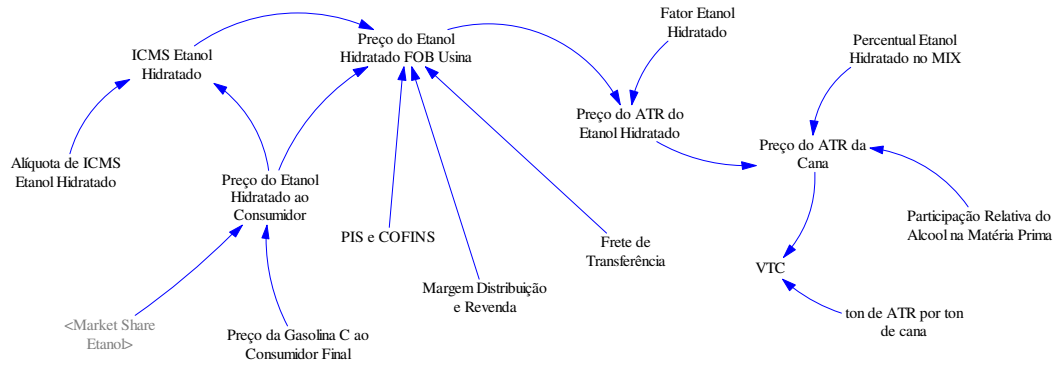 Fator Etanol
Hidratado
Preço do Etanol
Hidratado FOB Usina
ICMS Etanol
Hidratado
Percentual Etanol
Hidratado no MIX
Preço do ATR do
Etanol Hidratado
Preço do ATR da
Cana
Alíquota de ICMS
Etanol Hidratado
Preço do Etanol
Hidratado ao
Consumidor
PIS e COFINS
Frete de
Transferência
Participação Relativa do
Alcool na Matéria Prima
VTC
Margem Distribuição
e Revenda
ton de ATR por ton
de cana
<Market Share
Etanol>
Preço da Gasolina C ao
Consumidor Final